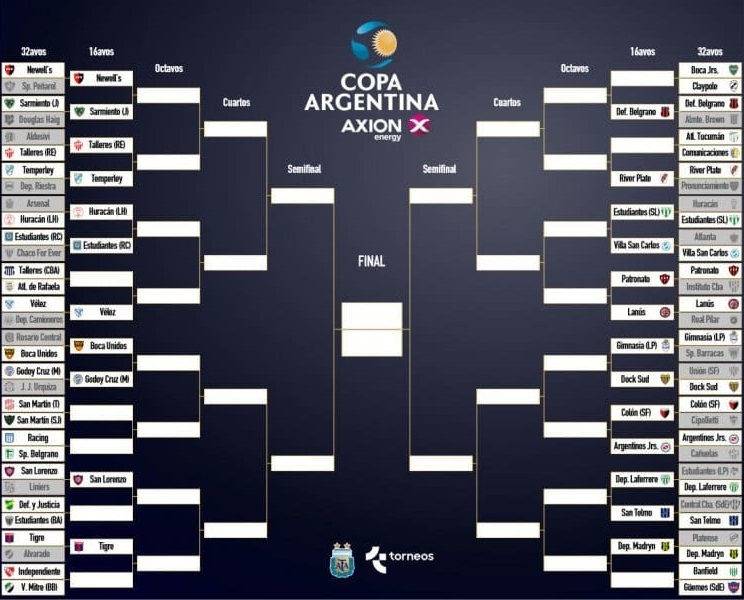 32avos
16avos
Octavos
Cuartos
Semifinal
COPA
ARGENTINA
AXION
energy
FINAL
Semifinal
Cuartos
Octavos
16avos
32avos
Newell's
Sp. Peñarol
Sarmiento (J)
Douglas Haig
Aldosivi
Talleres (RE)
Temperley
Dep. Riestra
Arsenal
Huracán (LH)
Estudiantes (RC)
Chaco For Ever
Talleres (CBA)
Atl. de Rafaela
Vélez
Dep. Camioneros
Rosario Central
Boca Unidos
Godoy Cruz (M)
J. J. Urquiza
San Martín (T)
San Martín (SJ)
Racing
Sp. Belgrano
San Lorenzo
Liniers
Def. y Justicia
Estudiantes (BA)
Tigre
Alvarado
Independiente
V. Mitre (BB)
Newell's
Sarmiento (J)
Talleres (RE)
Temperley
Huracán (LH)
Estudiantes (RC)
Vélez
Boca Unidos
Godoy Cruz (M)
San Lorenzo
Tigre
Def. Belgrano
River Plate
Estudiantes (SL)
Villa San Carlos
Patronato
Lanús
Gimnasia (LP)
Dock Sud
Colón (SF)
Argentinos Jrs.
Dep. Laferrere
San Telmo
Dep. Madryn
Boca Jrs.
Claypole
Def. Belgrano
Almte. Brown
Atl. Tucumán
Comunicaciones
River Plate
Pronunciamiento
Huracán
Estudiantes (SL)
Atlanta
Villa San Carlos
Patronato
Instituto Cba
Lanús
Real Pilar
Gimnasia (LP)
Sp. Barracas
Unión (SF)
Dock Sud
Colón (SF)
Cipolletti
Argentinos Jrs.
Cañuelas
Estudiantes (LP)
Dep. Laferrere
Central Cba. (SdE)
San Telmo
Platense
Dep. Madryn
Banfield
Güemes (SdE)
AFA
torneos